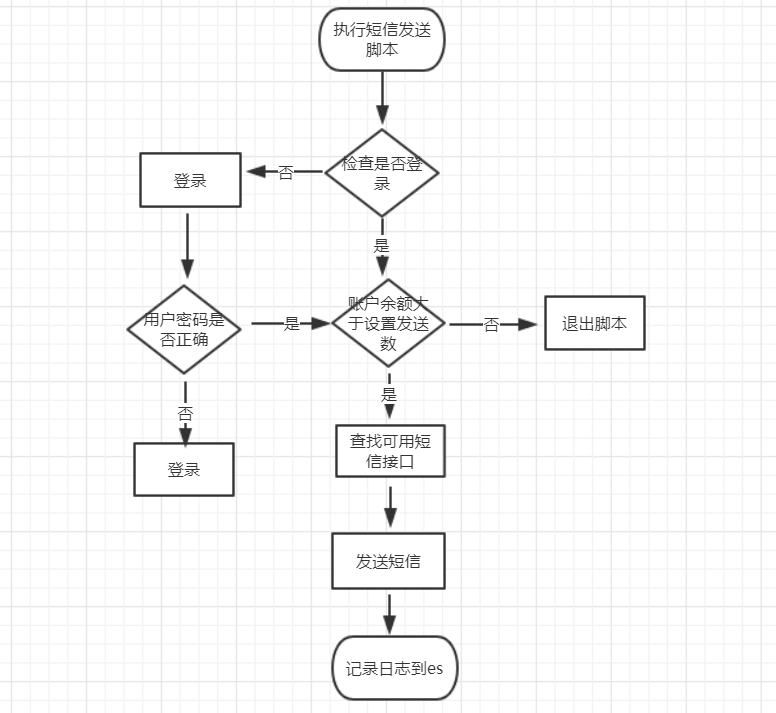 执行短信发送
脚本
检查是否登
录
否
登录
是
用户密码是
否正确
是
账户余额大
于设置发送
数
否
退出脚本
否
是
登录
查找可用短
信接口
发送短信
记录日志到es